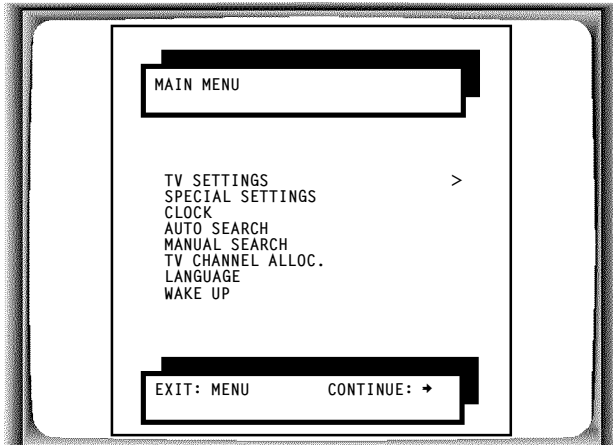 MAIN MENU
TV SETTINGS >
SPECIAL SETTINGS
CLOCK
AUTO SEARCH
MANUAL SEARCH
TV CHANNEL ALLOC.
LANGUAGE
WAKE UP
EXIT: MENU CONTINUE: ➔